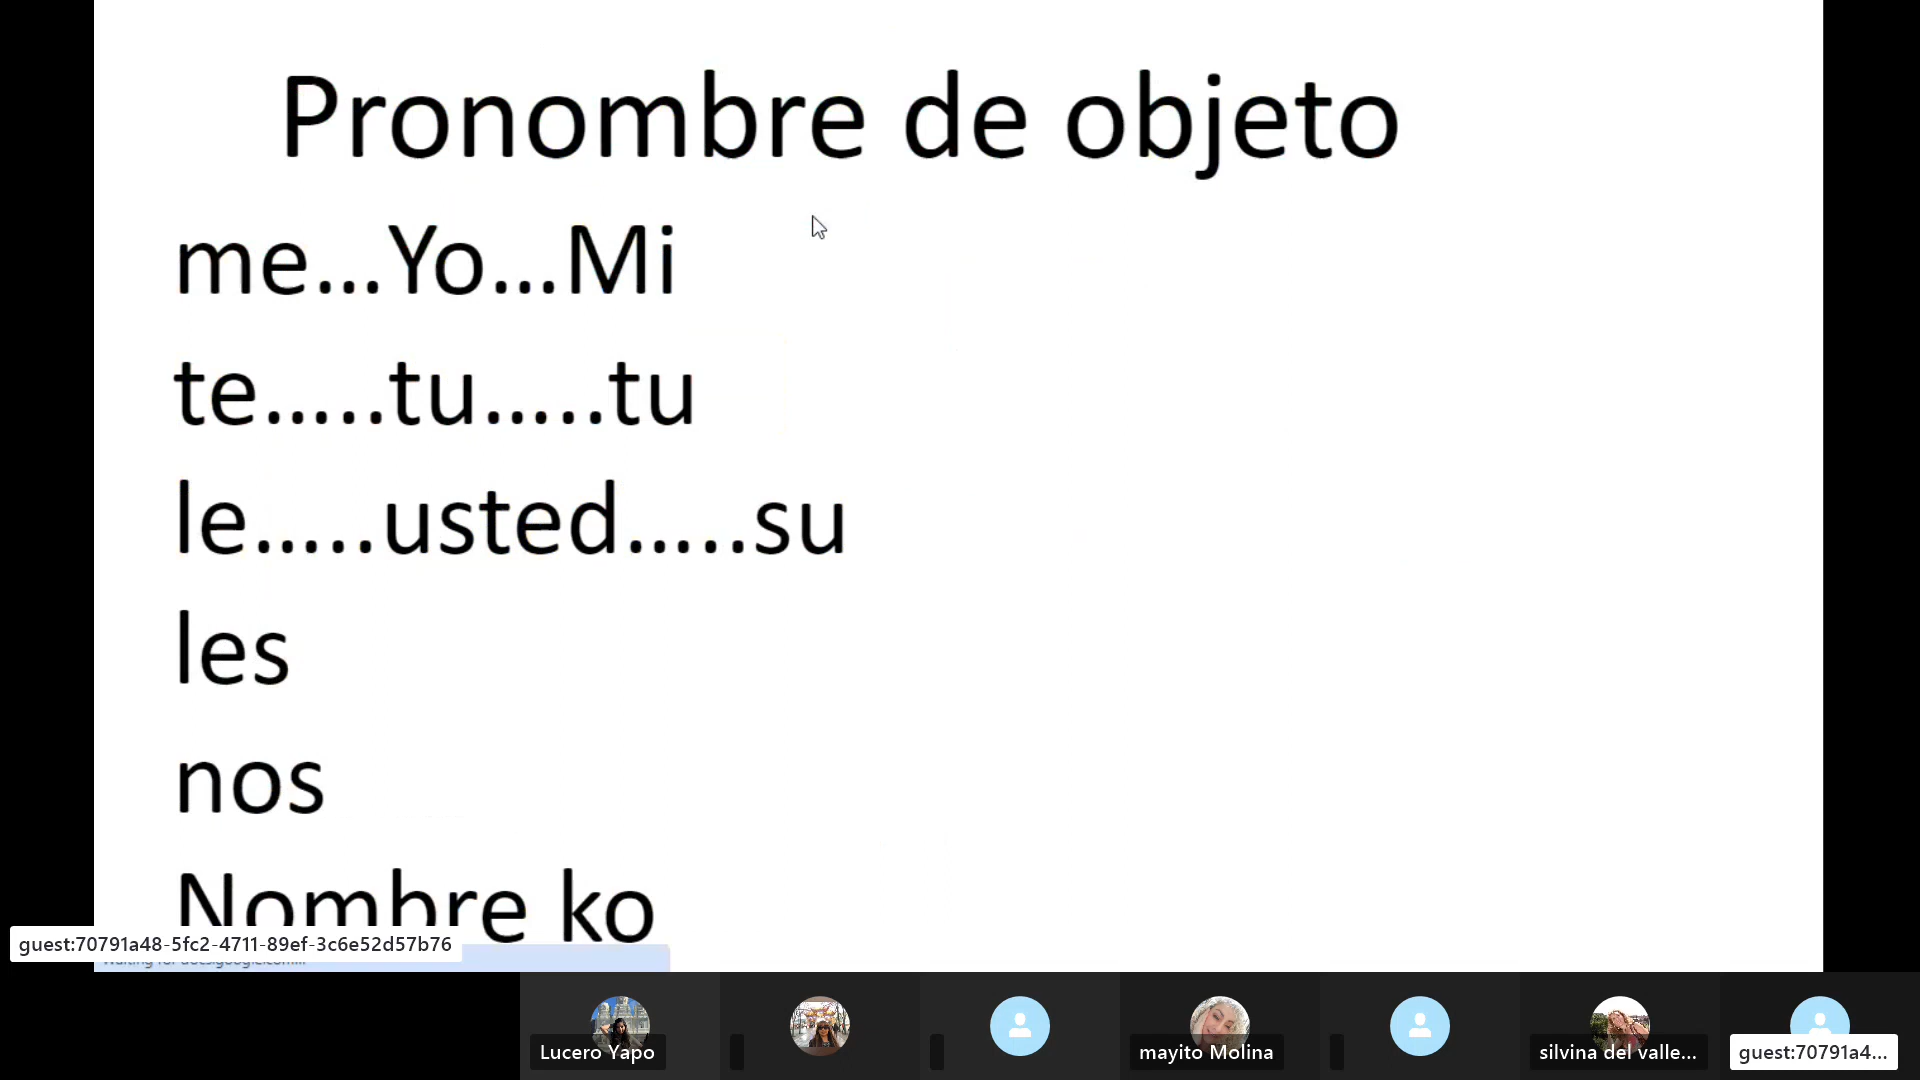 Pronombre de objeto
me...Yo...Mi
te.....tu.....tu
le.....usted.....su
les
nos
Nombre ko
guest:70791a48-5fc2-4711-89ef-3c6e52d57b76
Lucero Yapo
mayito Molina
silvina del valle...
guest:70791a4...